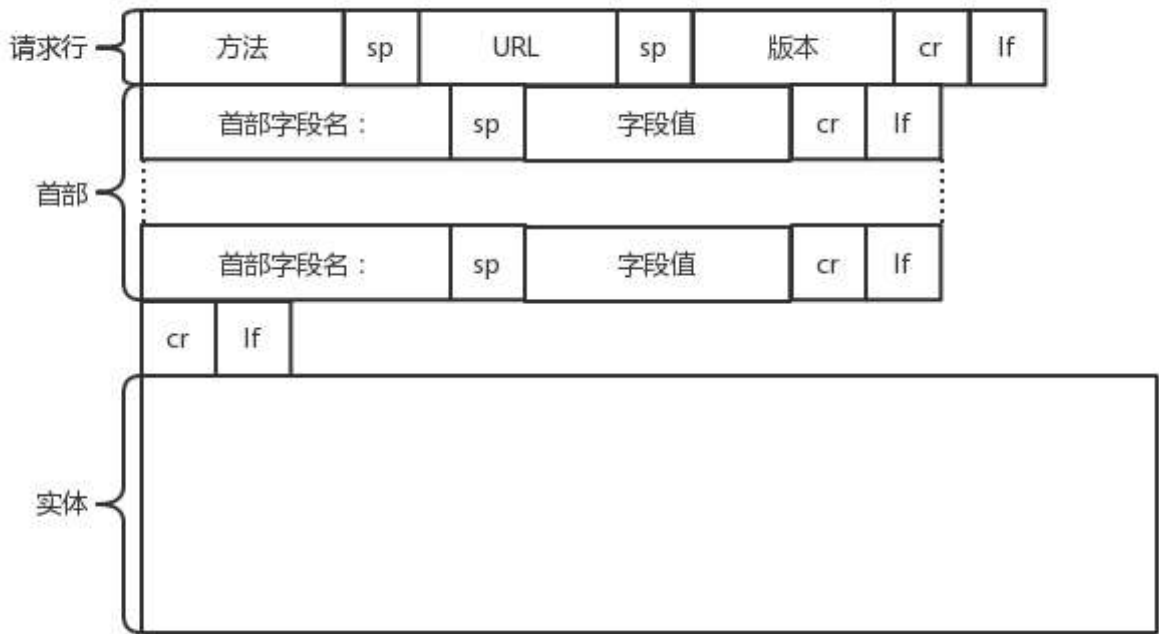 请求行 方法 sp URL sp 版本 cr lf
首部字段名： sp 字段值 cr lf
首部
首部字段名： sp 字段值 cr lf
cr lf
实体